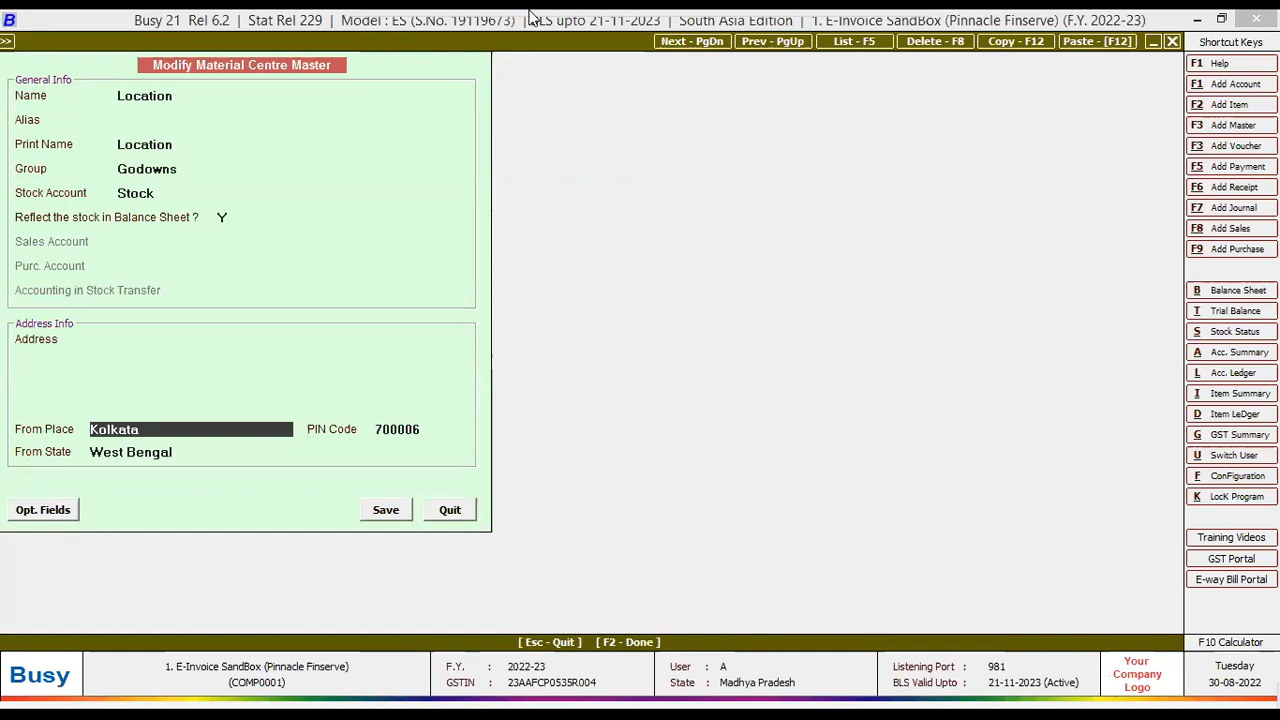 B Busy 21 Rel 6.2 | Stat Rel 229 | Model : ES (S.No. 19119673) | BLS upto 21-11-2023 | South Asia Edition | 1. E-Invoice SandBox (Pinnacle Finserve) (F.Y. 2022-23)
>> Next - PgDn Prev - PgUp List - F5 Delete - F8 Copy - F12 Paste - [F12] Shortcut Keys
Modify Material Centre Master
General Info
Name Location
Alias
Print Name Location
Group Godowns
Stock Account Stock
Reflect the stock in Balance Sheet ? Y
Sales Account
Purc. Account
Accounting in Stock Transfer
Address Info
Address
From Place Kolkata PIN Code 700006
From State West Bengal
Opt. Fields Save Quit
F1 Help
F1 Add Account
F2 Add Item
F3 Add Master
F3 Add Voucher
F5 Add Payment
F6 Add Receipt
F7 Add Journal
F8 Add Sales
F9 Add Purchase
B Balance Sheet
T Trial Balance
S Stock Status
A Acc. Summary
L Acc. Ledger
I Item Summary
D Item LeDger
G GST Summary
U Switch User
F ConFiguration
K LocK Program
Training Videos
GST Portal
E-way Bill Portal
[ Esc - Quit ] [ F2 - Done ] F10 Calculator
Busy 1. E-Invoice SandBox (Pinnacle Finserve) F.Y. : 2022-23 User : A Listening Port : 981 Your Company Logo Tuesday
(COMP0001) GSTIN : 23AAFCP0535R004 State : Madhya Pradesh BLS Valid Upto : 21-11-2023 (Active) 30-08-2022